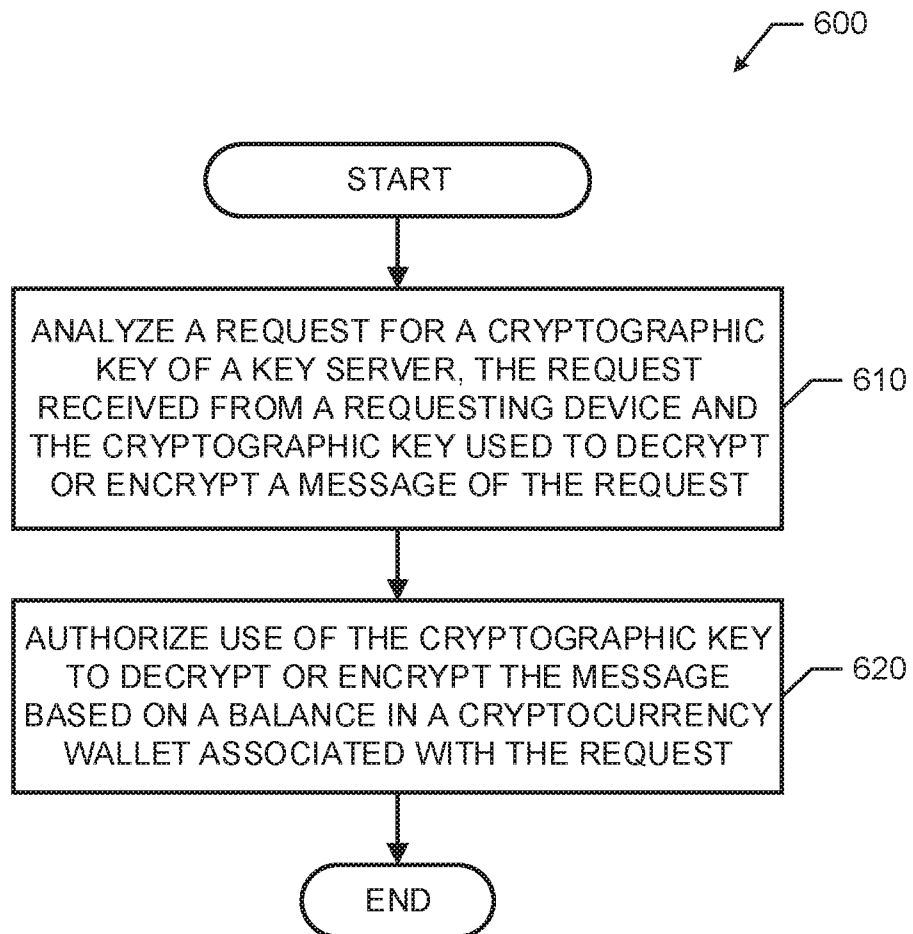 600
START
ANALYZE A REQUEST FOR A CRYPTOGRAPHIC
KEY OF A KEY SERVER, THE REQUEST
RECEIVED FROM A REQUESTING DEVICE AND
THE CRYPTOGRAPHIC KEY USED TO DECRYPT
OR ENCRYPT A MESSAGE OF THE REQUEST
610
AUTHORIZE USE OF THE CRYPTOGRAPHIC KEY
TO DECRYPT OR ENCRYPT THE MESSAGE
BASED ON A BALANCE IN A CRYPTOCURRENCY
WALLET ASSOCIATED WITH THE REQUEST
620
END